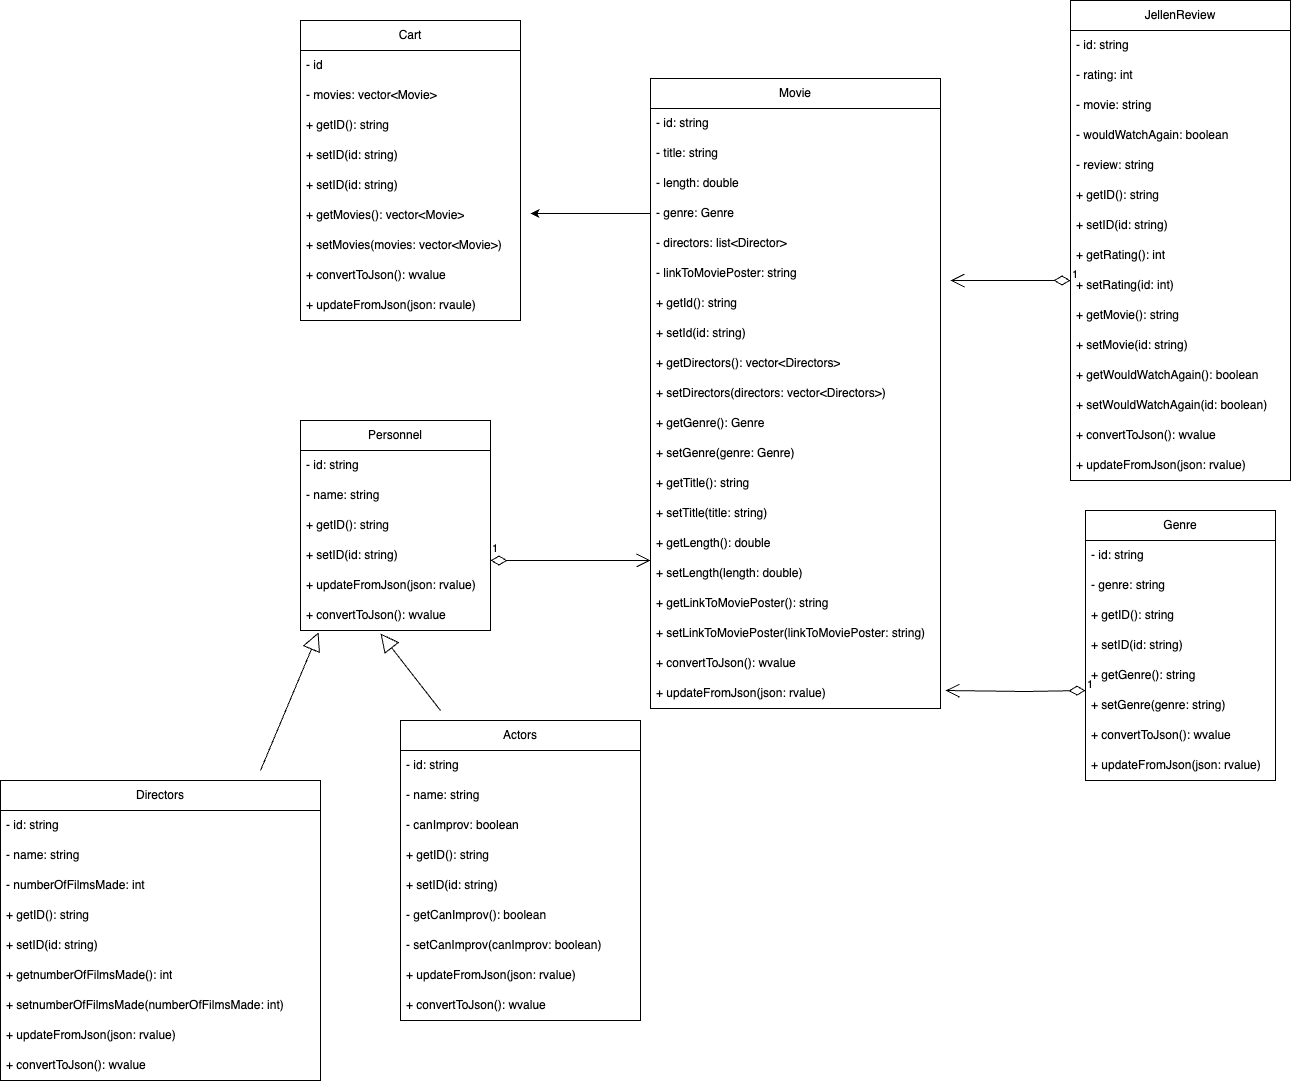 Cart
- id
- movies: vector<Movie>
+ getID(): string
+ setID(id: string)
+ setID(id: string)
+ getMovies(): vector<Movie>
+ setMovies(movies: vector<Movie>)
+ convertToJson(): wvalue
+ updateFromJson(json: rvaule)
Movie
- id: string
- title: string
- length: double
- genre: Genre
- directors: list<Director>
- linkToMoviePoster: string
+ getId(): string
+ setId(id: string)
+ getDirectors(): vector<Directors>
+ setDirectors(directors: vector<Directors>)
+ getGenre(): Genre
+ setGenre(genre: Genre)
+ getTitle(): string
+ setTitle(title: string)
+ getLength(): double
+ setLength(length: double)
+ getLinkToMoviePoster(): string
+ setLinkToMoviePoster(linkToMoviePoster: string)
+ convertToJson(): wvalue
+ updateFromJson(json: rvalue)
JellenReview
- id: string
- rating: int
- movie: string
- wouldWatchAgain: boolean
- review: string
+ getID(): string
+ setID(id: string)
+ getRating(): int
1
+ setRating(id: int)
+ getMovie(): string
+ setMovie(id: string)
+ getWouldWatchAgain(): boolean
+ setWouldWatchAgain(id: boolean)
+ convertToJson(): wvalue
+ updateFromJson(json: rvalue)
Personnel
- id: string
- name: string
+ getID(): string
+ setID(id: string)
+ updateFromJson(json: rvalue)
+ convertToJson(): wvalue
1
Genre
- id: string
- genre: string
+ getID(): string
+ setID(id: string)
+ getGenre(): string
1
+ setGenre(genre: string)
+ convertToJson(): wvalue
+ updateFromJson(json: rvalue)
Directors
- id: string
- name: string
- numberOfFilmsMade: int
+ getID(): string
+ setID(id: string)
+ getnumberOfFilmsMade(): int
+ setnumberOfFilmsMade(numberOfFilmsMade: int)
+ updateFromJson(json: rvalue)
+ convertToJson(): wvalue
Actors
- id: string
- name: string
- canImprov: boolean
+ getID(): string
+ setID(id: string)
- getCanImprov(): boolean
- setCanImprov(canImprov: boolean)
+ updateFromJson(json: rvalue)
+ convertToJson(): wvalue